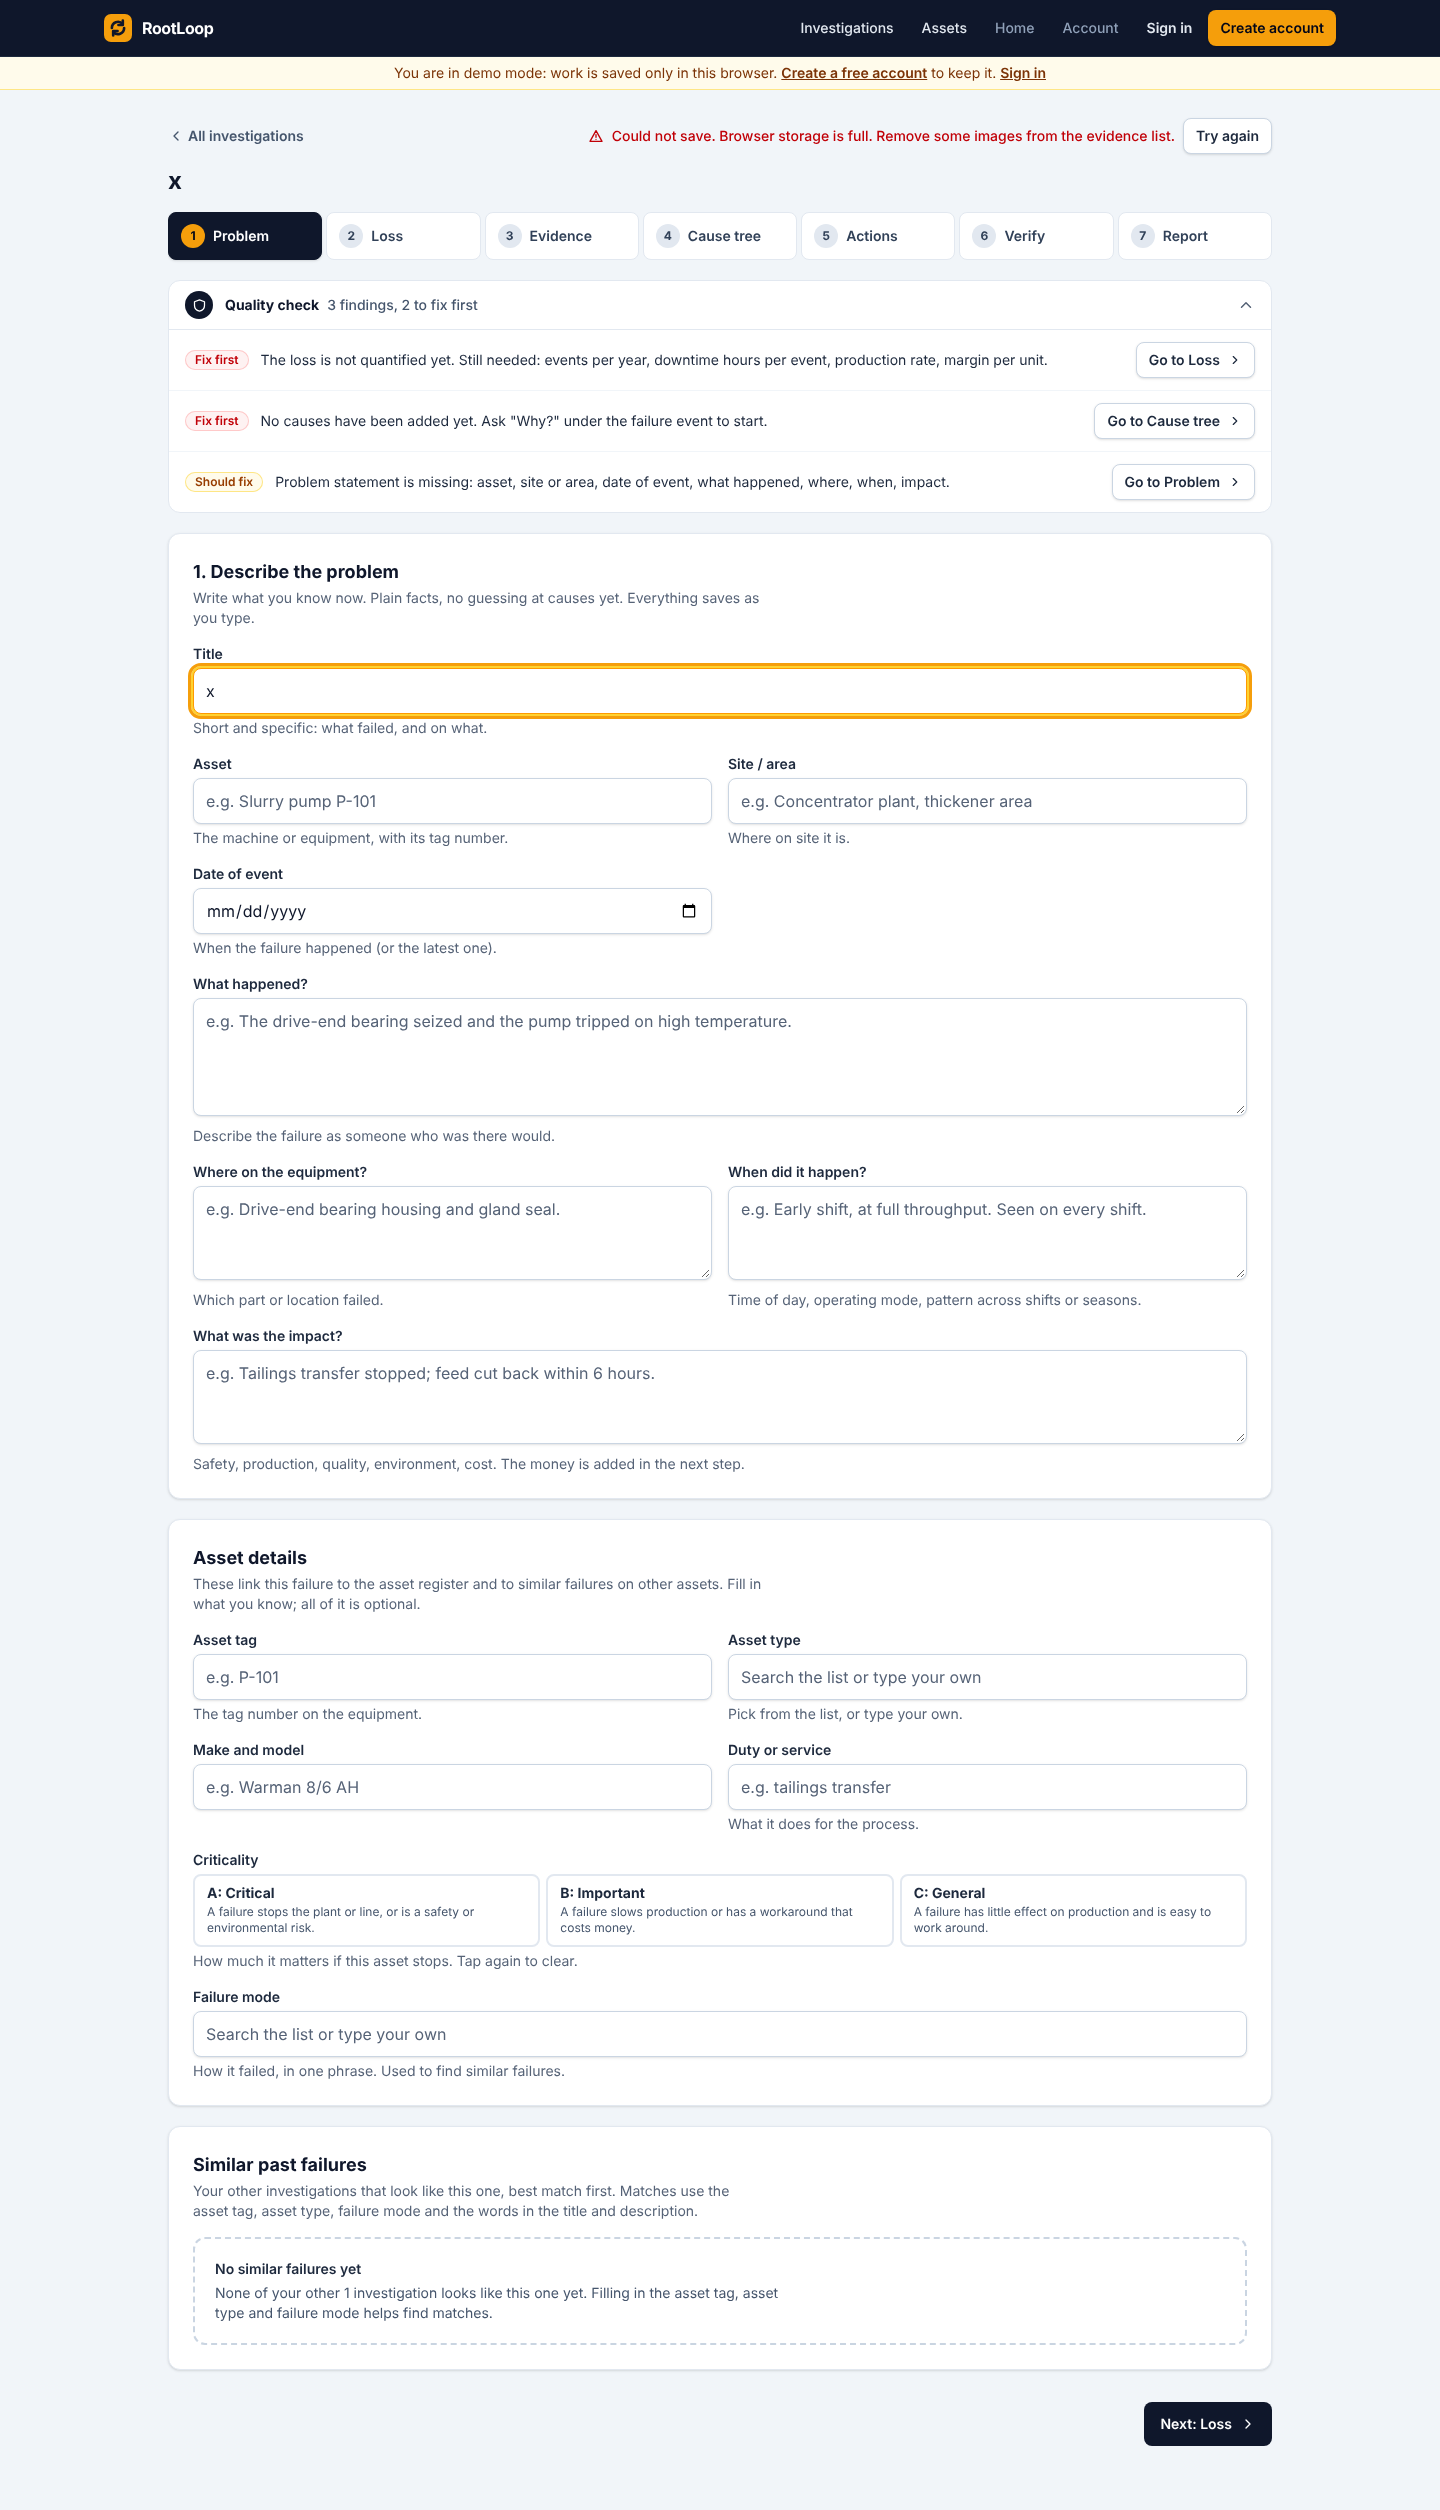 RootLoop
Investigations
Assets
Home
Account
Sign in
Create account
You are in demo mode: work is saved only in this browser. Create a free account to keep it. Sign in
All investigations
Could not save. Browser storage is full. Remove some images from the evidence list.
Try again
x
1 Problem
2 Loss
3 Evidence
4 Cause tree
5 Actions
6 Verify
7 Report
Quality check 3 findings, 2 to fix first
Fix first The loss is not quantified yet. Still needed: events per year, downtime hours per event, production rate, margin per unit.
Go to Loss
Fix first No causes have been added yet. Ask "Why?" under the failure event to start.
Go to Cause tree
Should fix Problem statement is missing: asset, site or area, date of event, what happened, where, when, impact.
Go to Problem
1. Describe the problem
Write what you know now. Plain facts, no guessing at causes yet. Everything saves as
you type.
Title
x
Short and specific: what failed, and on what.
Asset
e.g. Slurry pump P-101
The machine or equipment, with its tag number.
Site / area
e.g. Concentrator plant, thickener area
Where on site it is.
Date of event
mm/dd/yyyy
When the failure happened (or the latest one).
What happened?
e.g. The drive-end bearing seized and the pump tripped on high temperature.
Describe the failure as someone who was there would.
Where on the equipment?
e.g. Drive-end bearing housing and gland seal.
Which part or location failed.
When did it happen?
e.g. Early shift, at full throughput. Seen on every shift.
Time of day, operating mode, pattern across shifts or seasons.
What was the impact?
e.g. Tailings transfer stopped; feed cut back within 6 hours.
Safety, production, quality, environment, cost. The money is added in the next step.
Asset details
These link this failure to the asset register and to similar failures on other assets. Fill in
what you know; all of it is optional.
Asset tag
e.g. P-101
The tag number on the equipment.
Asset type
Search the list or type your own
Pick from the list, or type your own.
Make and model
e.g. Warman 8/6 AH
Duty or service
e.g. tailings transfer
What it does for the process.
Criticality
A: Critical
A failure stops the plant or line, or is a safety or
environmental risk.
B: Important
A failure slows production or has a workaround that
costs money.
C: General
A failure has little effect on production and is easy to
work around.
How much it matters if this asset stops. Tap again to clear.
Failure mode
Search the list or type your own
How it failed, in one phrase. Used to find similar failures.
Similar past failures
Your other investigations that look like this one, best match first. Matches use the
asset tag, asset type, failure mode and the words in the title and description.
No similar failures yet
None of your other 1 investigation looks like this one yet. Filling in the asset tag, asset
type and failure mode helps find matches.
Next: Loss